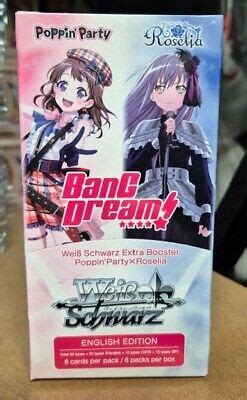 Poppin'Party
Roselia
BanG
Dream!
Weiß Schwarz Extra Booster
Poppin'Party×Roselia
Weiß
Schwarz
ENGLISH EDITION
6 cards per pack / 6 packs per box